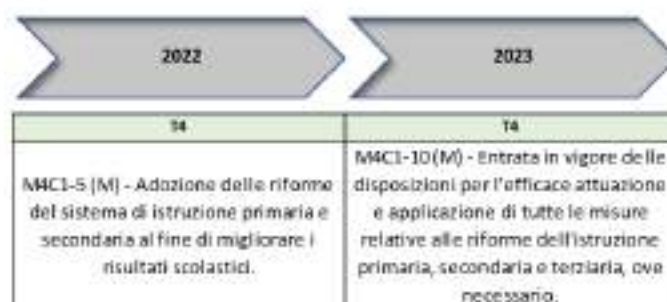 2022
2023
T4
T4
M4C1-5 (M) - Adozione delle riforme
del sistema di istruzione primaria e
secondaria al fine di migliorare i
risultati scolastici.
M4C1-10 (M) - Entrata in vigore delle
disposizioni per l'efficace attuazione
e applicazione di tutte le misure
relative alle riforme dell'istruzione
primaria, secondaria e terziaria, ove
necessario.